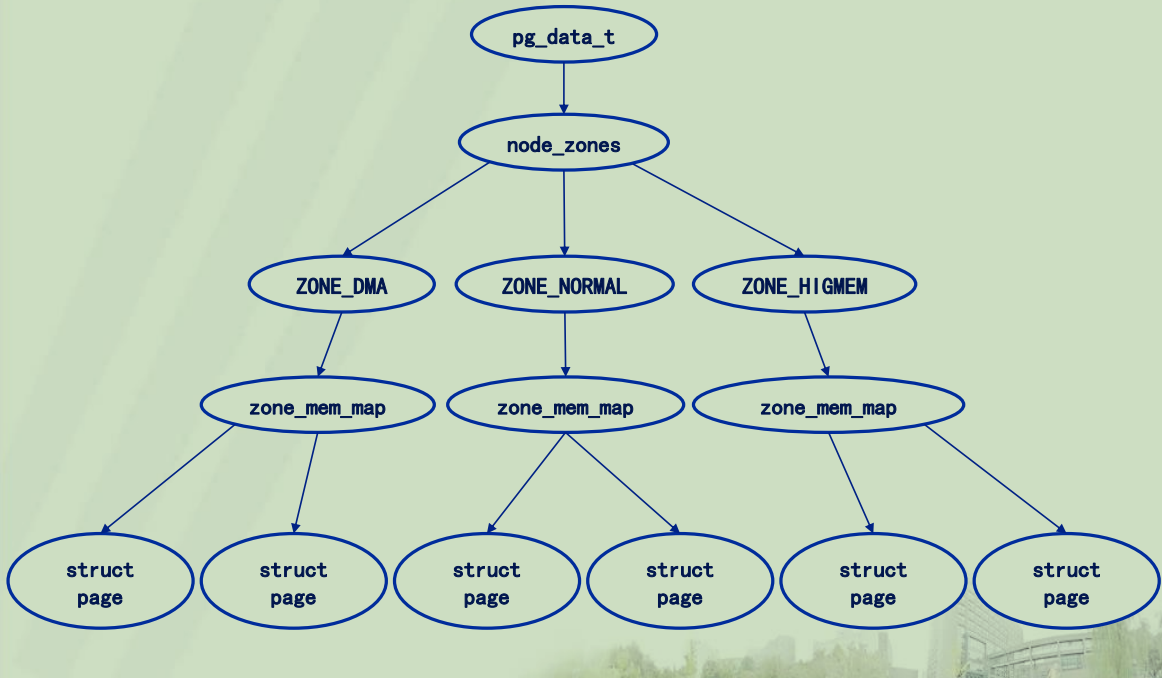 pg_data_t
node_zones
ZONE_DMA
ZONE_NORMAL
ZONE_HIGMEM
zone_mem_map
zone_mem_map
zone_mem_map
struct
page
struct
page
struct
page
struct
page
struct
page
struct
page